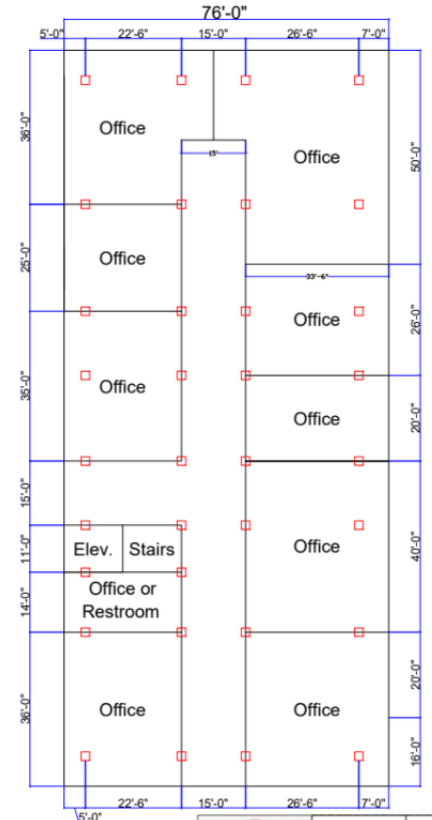 76'-0"
5'-0" 22'-6" 15'-0" 26'-6" 7'-0"
36'-0"
Office
15'
Office
50'-0"
25'-0"
Office
33'-6"
Office
26'-0"
35'-0"
Office
Office
20'-0"
15'-0"
11'-0"
Elev. Stairs
Office
40'-0"
14'-0"
Office or
Restroom
36'-0"
Office
Office
20'-0"
16'-0"
22'-6" 15'-0" 26'-6" 7'-0"
5'-0"